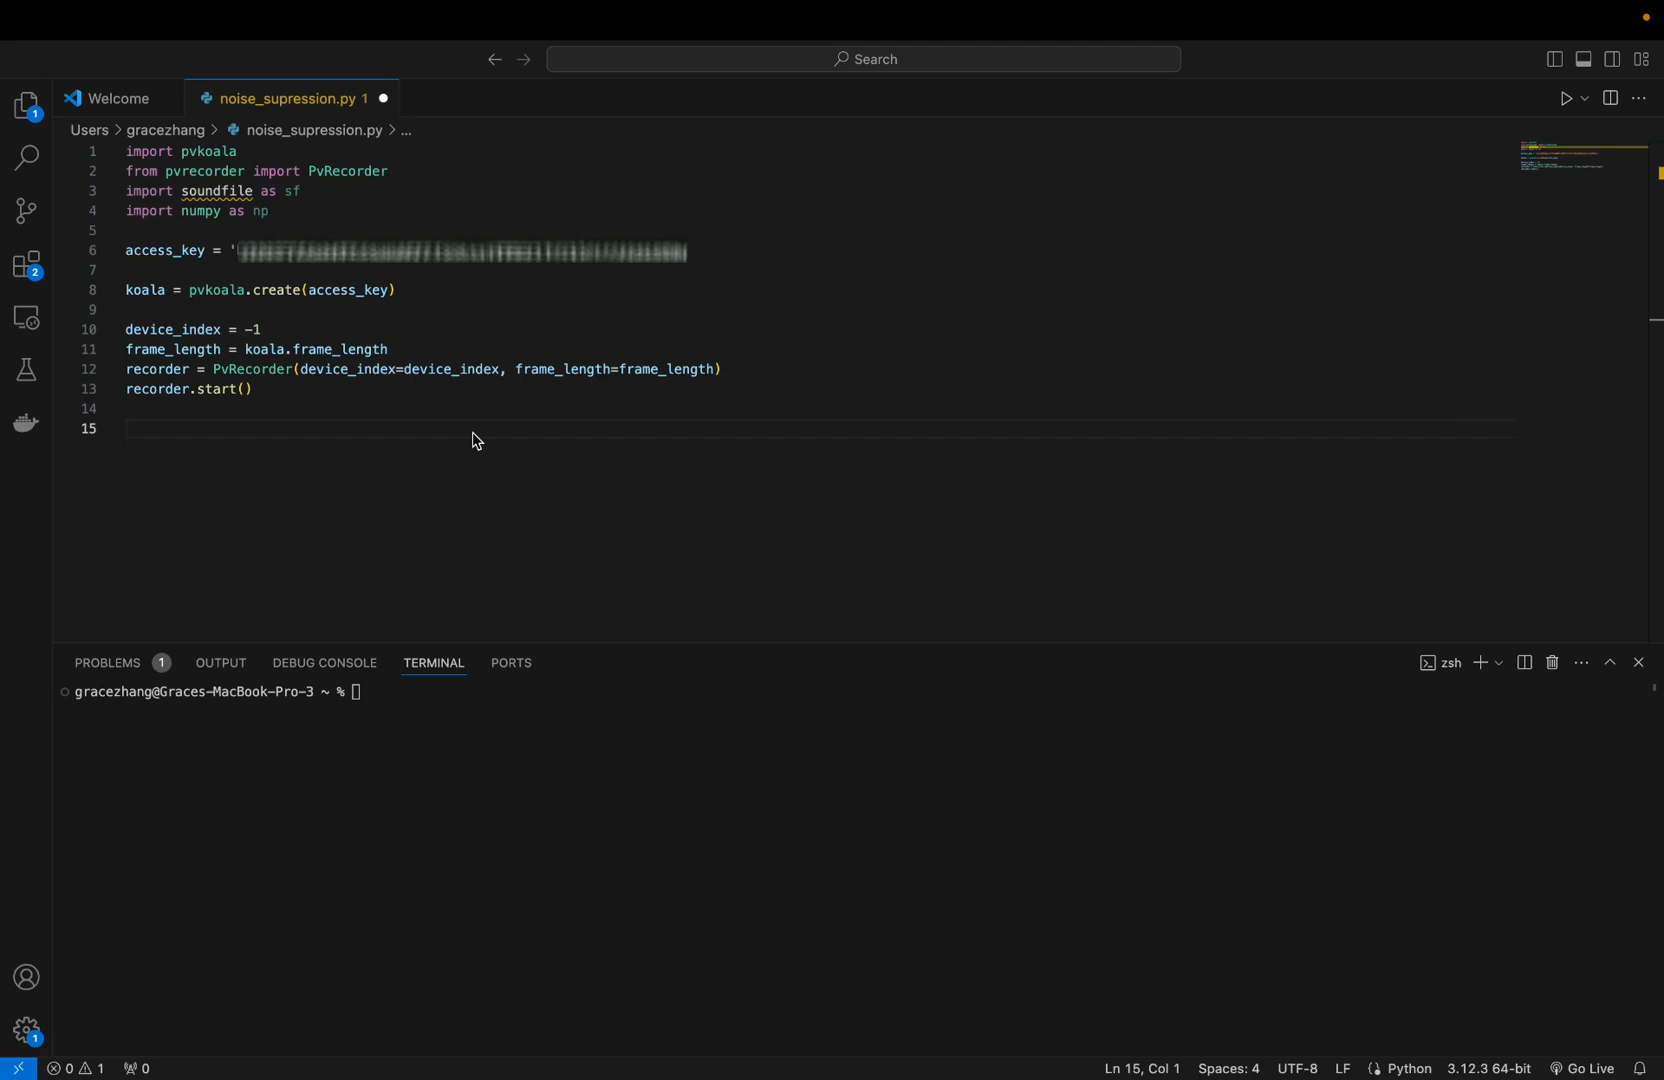 Search
Welcome
noise_supression.py 1
Users > gracezhang > noise_supression.py > ...
1 import pvkoala
2 from pvrecorder import PvRecorder
3 import soundfile as sf
4 import numpy as np
5
6 access_key = '
7
8 koala = pvkoala.create(access_key)
9
10 device_index = -1
11 frame_length = koala.frame_length
12 recorder = PvRecorder(device_index=device_index, frame_length=frame_length)
13 recorder.start()
14
15
1
2
1
PROBLEMS 1 OUTPUT DEBUG CONSOLE TERMINAL PORTS
zsh
gracezhang@Graces-MacBook-Pro-3 ~ %
0 1 0
Ln 15, Col 1 Spaces: 4 UTF-8 LF Python 3.12.3 64-bit Go Live